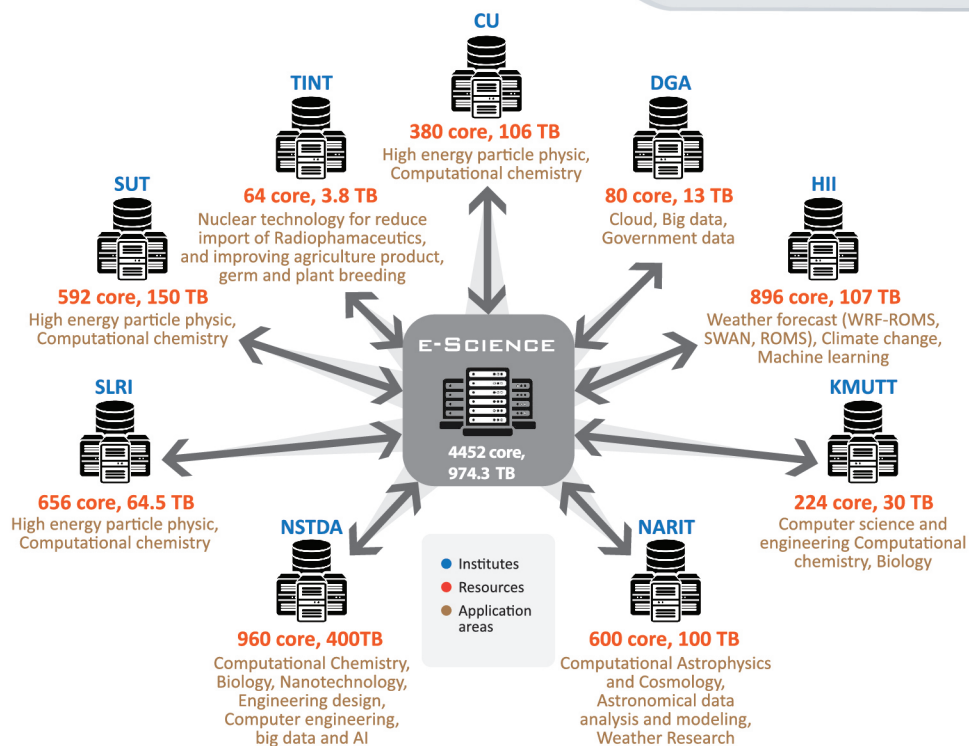 CU
380 core, 106 TB
High energy particle physic,
Computational chemistry
TINT
64 core, 3.8 TB
Nuclear technology for reduce
import of Radiophamaceutics,
and improving agriculture product,
germ and plant breeding
DGA
80 core, 13 TB
Cloud, Big data,
Government data
SUT
592 core, 150 TB
High energy particle physic,
Computational chemistry
HII
896 core, 107 TB
Weather forecast (WRF-ROMS,
SWAN, ROMS), Climate change,
Machine learning
E-SCIENCE
4452 core,
974.3 TB
SLRI
656 core, 64.5 TB
High energy particle physic,
Computational chemistry
KMUTT
224 core, 30 TB
Computer science and
engineering Computational
chemistry, Biology
NSTDA
960 core, 400TB
Computational Chemistry,
Biology, Nanotechnology,
Engineering design,
Computer engineering,
big data and AI
Institutes
Resources
Application
areas
NARIT
600 core, 100 TB
Computational Astrophysics
and Cosmology,
Astronomical data
analysis and modeling,
Weather Research